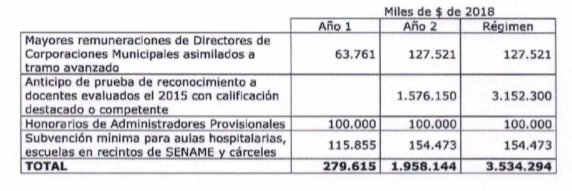 Miles de $ de 2018
Año 1 Año 2 Régimen
Mayores remuneraciones de Directores de
Corporaciones Municipales asimilados a
tramo avanzado 63.761 127.521 127.521
Anticipo de prueba de reconocimiento a
docentes evaluados el 2015 con calificación
destacado o competente 1.576.150 3.152.300
Honorarios de Administradores Provisionales 100.000 100.000 100.000
Subvención mínima para aulas hospitalarias,
escuelas en recintos de SENAME y cárceles 115.855 154.473 154.473
TOTAL 279.615 1.958.144 3.534.294